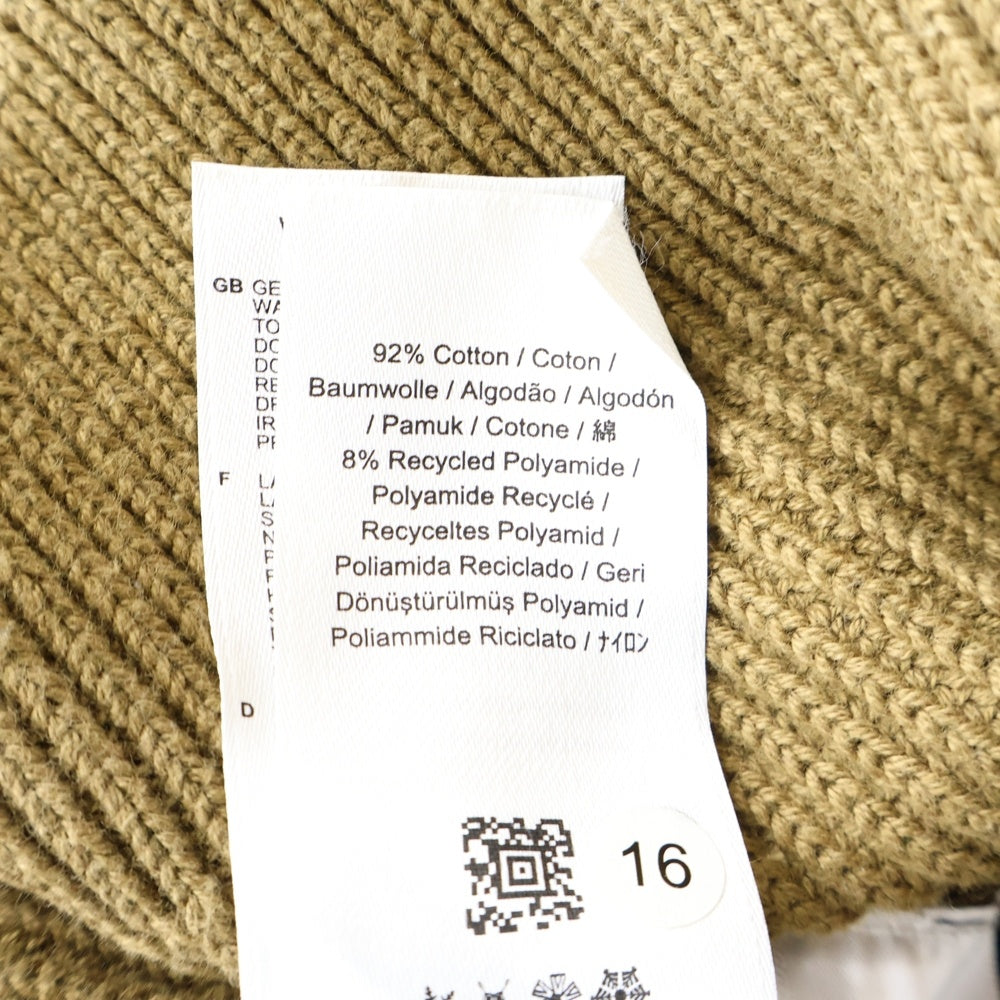 GB
F
D
92% Cotton / Coton /
Baumwolle / Algodão / Algodón
/ Pamuk / Cotone / 綿
8% Recycled Polyamide /
Polyamide Recyclé /
Recyceltes Polyamid /
Poliamida Reciclado / Geri
Dönüştürülmüş Polyamid /
Poliammide Riciclato / ナイロン
16